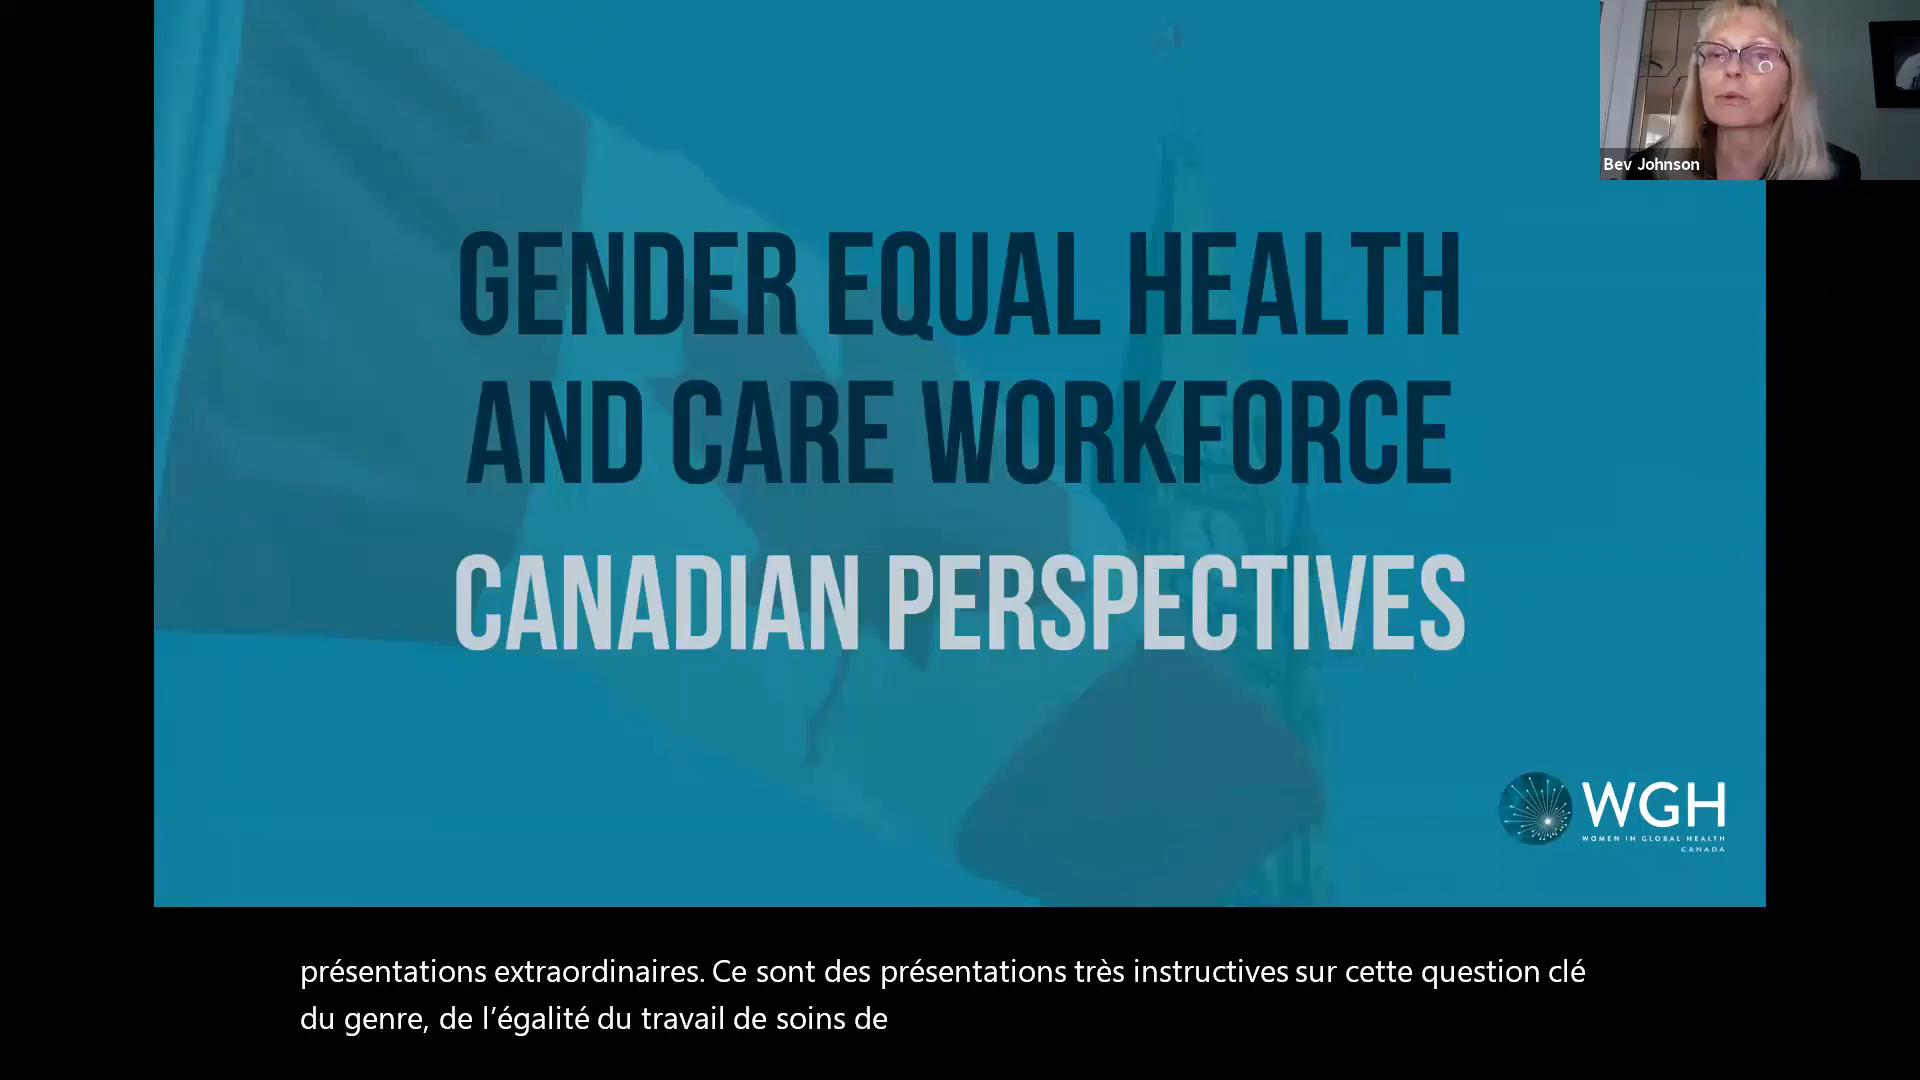 Bev Johnson
GENDER EQUAL HEALTH
AND CARE WORKFORCE
CANADIAN PERSPECTIVES
WGH
WOMEN IN GLOBAL HEALTH
CANADA
présentations extraordinaires. Ce sont des présentations très instructives sur cette question clé
du genre, de l’égalité du travail de soins de